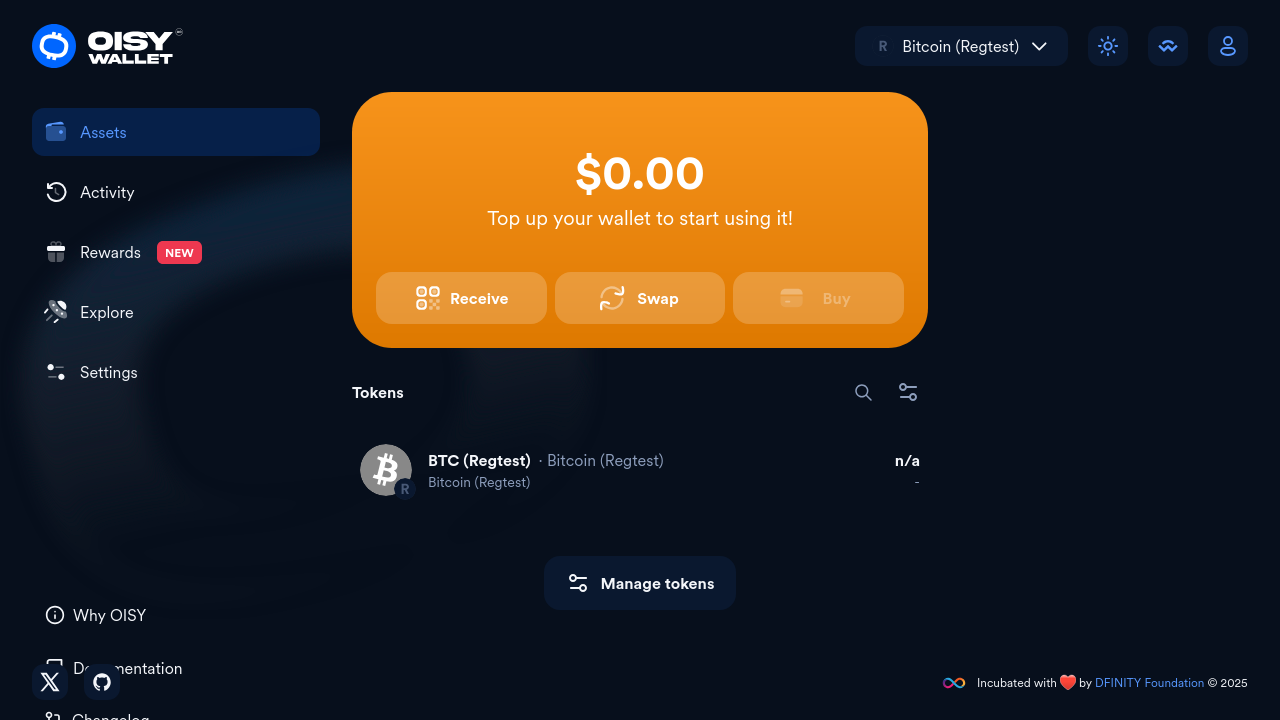 OISY
WALLET
R Bitcoin (Regtest)
Assets
Activity
Rewards NEW
Explore
Settings
$0.00
Top up your wallet to start using it!
Receive Swap Buy
Tokens
BTC (Regtest) · Bitcoin (Regtest) n/a
R Bitcoin (Regtest) -
Manage tokens
Why OISY
Changelog
Incubated with ❤️ by DFINITY Foundation © 2025